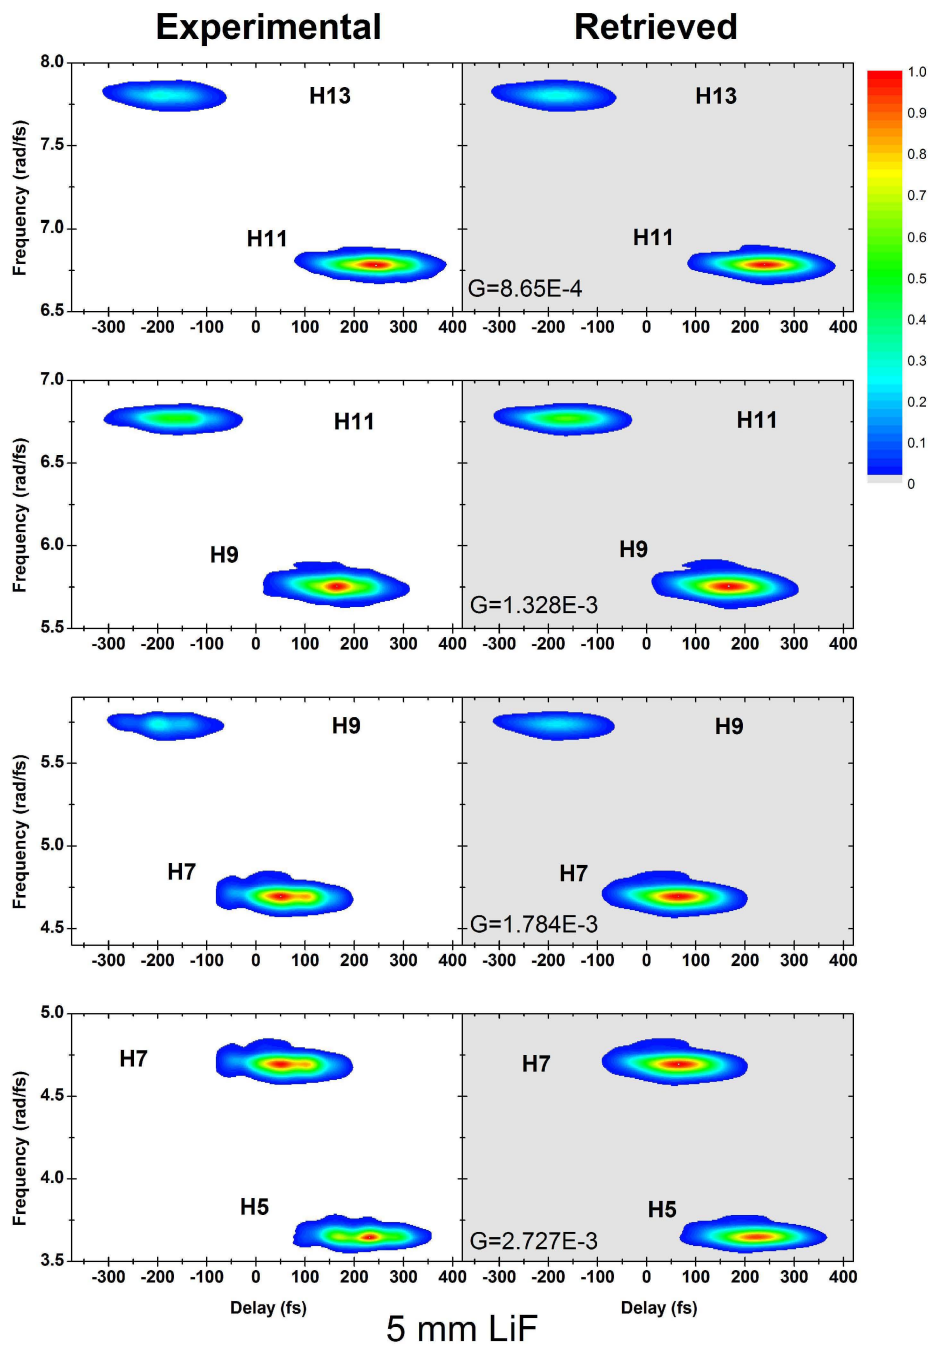 Experimental Retrieved
8.0
7.5
7.0
6.5
Frequency (rad/fs)
H13
H11
-300 -200 -100 0 100 200 300 400
H13
H11
G=8.65E-4
-300 -200 -100 0 100 200 300 400
1.0
0.9
0.8
0.7
0.6
0.5
0.4
0.3
0.2
0.1
0
7.0
6.5
6.0
5.5
Frequency (rad/fs)
H11
H9
-300 -200 -100 0 100 200 300 400
H11
H9
G=1.328E-3
-300 -200 -100 0 100 200 300 400
5.5
5.0
4.5
Frequency (rad/fs)
H9
H7
-300 -200 -100 0 100 200 300 400
H9
H7
G=1.784E-3
-300 -200 -100 0 100 200 300 400
5.0
4.5
4.0
3.5
Frequency (rad/fs)
H7
H5
-300 -200 -100 0 100 200 300 400
Delay (fs)
H7
H5
G=2.727E-3
-300 -200 -100 0 100 200 300 400
Delay (fs)
5 mm LiF